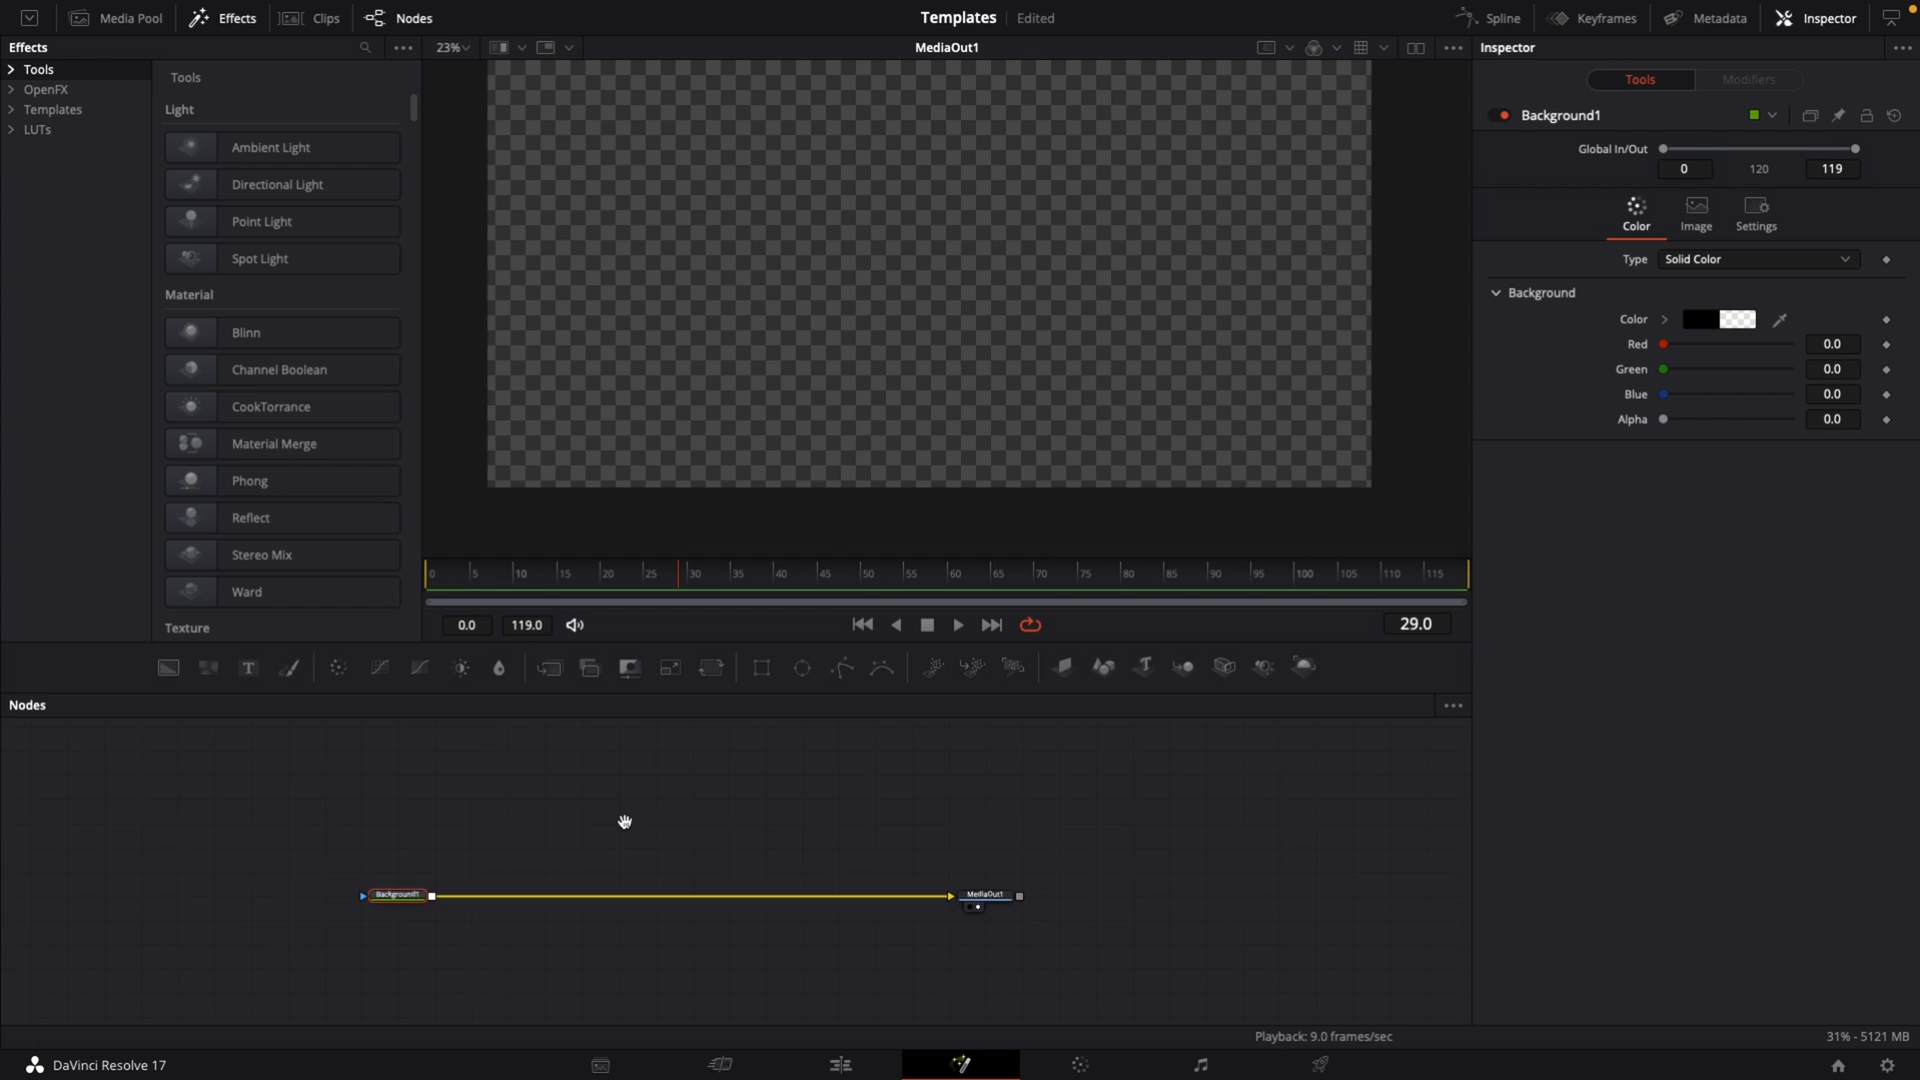 Media Pool
Effects
Clips
Nodes
Templates
Edited
Spline
Keyframes
Metadata
Inspector
Effects
23%
MediaOut1
Inspector
Tools
OpenFX
Templates
LUTs
Tools
Light
Ambient Light
Directional Light
Point Light
Spot Light
Material
Blinn
Channel Boolean
CookTorrance
Material Merge
Phong
Reflect
Stereo Mix
Ward
Texture
Tools
Modifiers
Background1
Global In/Out
0
120
119
Color
Image
Settings
Type
Solid Color
Background
Color
Red
0.0
Green
0.0
Blue
0.0
Alpha
0.0
0 5 10 15 20 25 30 35 40 45 50 55 60 65 70 75 80 85 90 95 100 105 110 115
0.0
119.0
29.0
T
T
Nodes
Background1
MediaOut1
Playback: 9.0 frames/sec
31% - 5121 MB
DaVinci Resolve 17